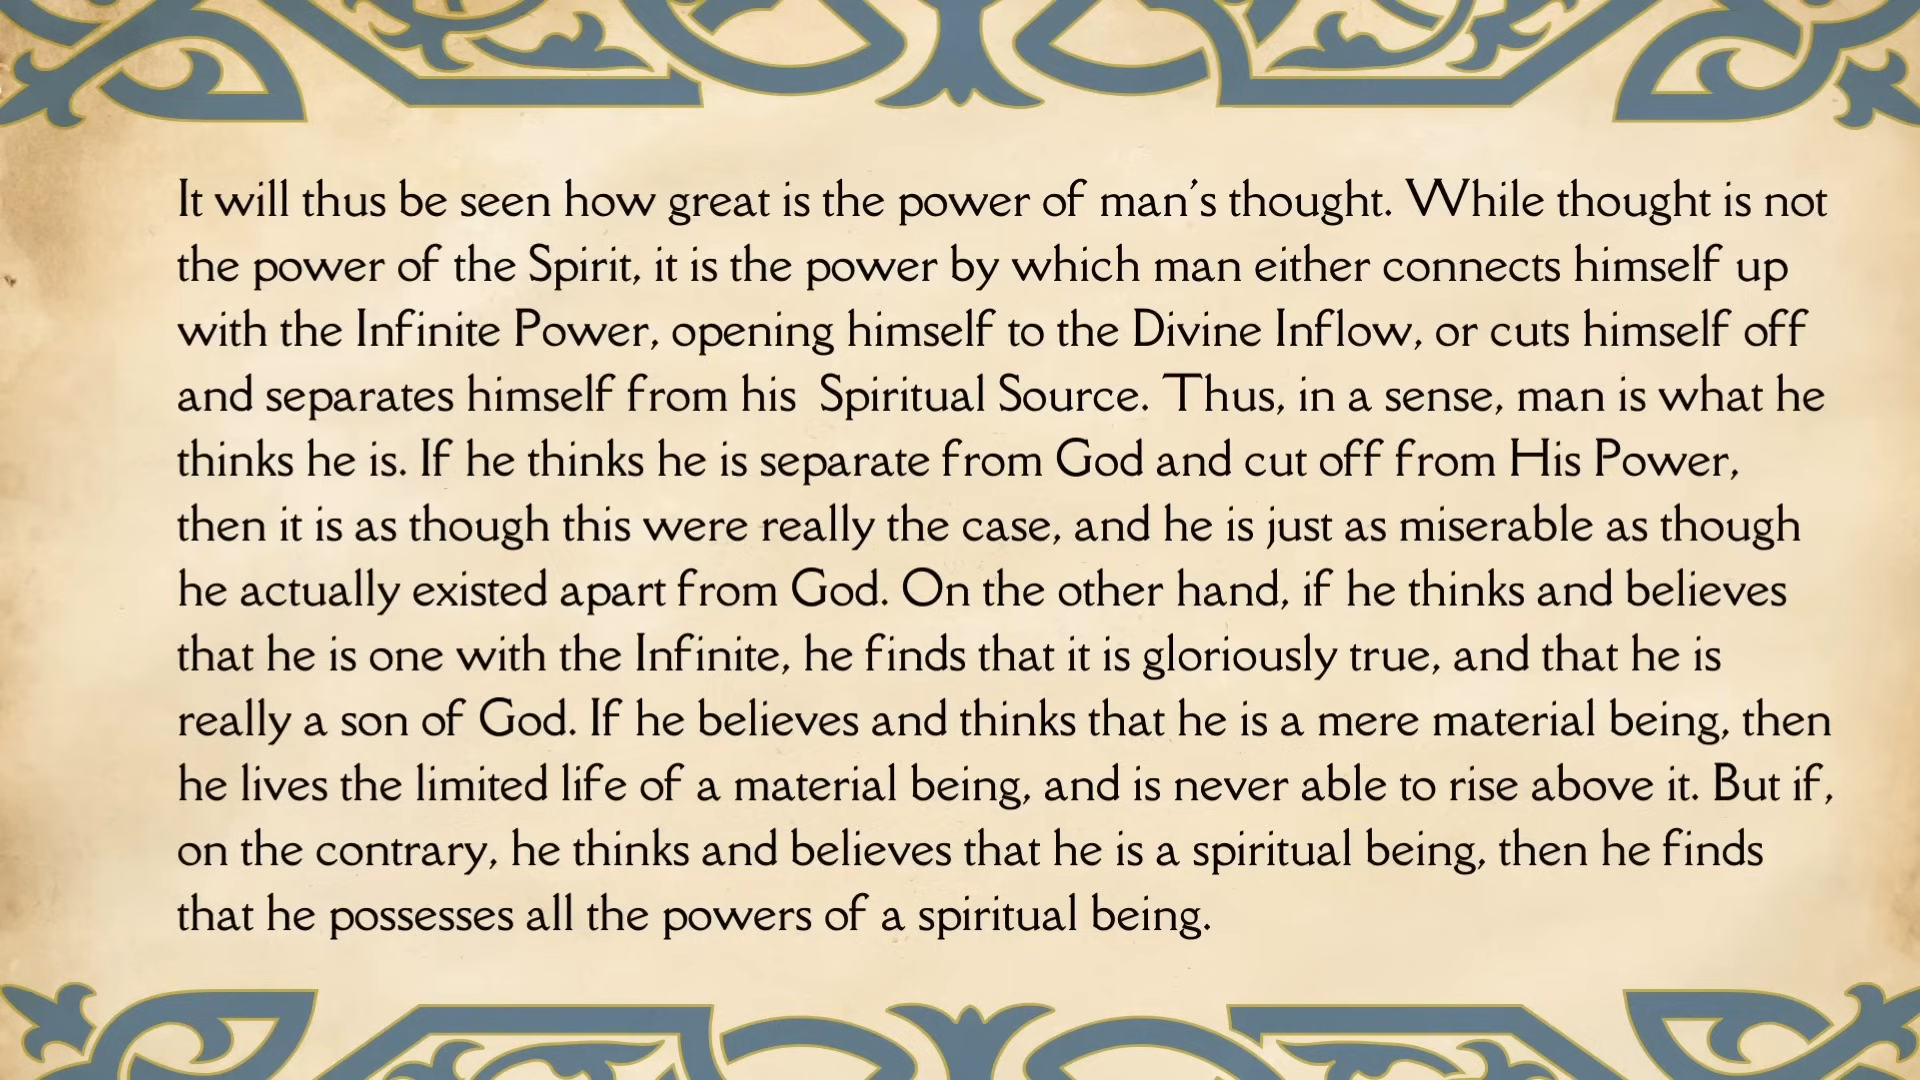 It will thus be seen how great is the power of man’s thought. While thought is not
the power of the Spirit, it is the power by which man either connects himself up
with the Infinite Power, opening himself to the Divine Inflow, or cuts himself off
and separates himself from his  Spiritual Source. Thus, in a sense, man is what he
thinks he is. If he thinks he is separate from God and cut off from His Power,
then it is as though this were really the case, and he is just as miserable as though
he actually existed apart from God. On the other hand, if he thinks and believes
that he is one with the Infinite, he finds that it is gloriously true, and that he is
really a son of God. If he believes and thinks that he is a mere material being, then
he lives the limited life of a material being, and is never able to rise above it. But if,
on the contrary, he thinks and believes that he is a spiritual being, then he finds
that he possesses all the powers of a spiritual being.